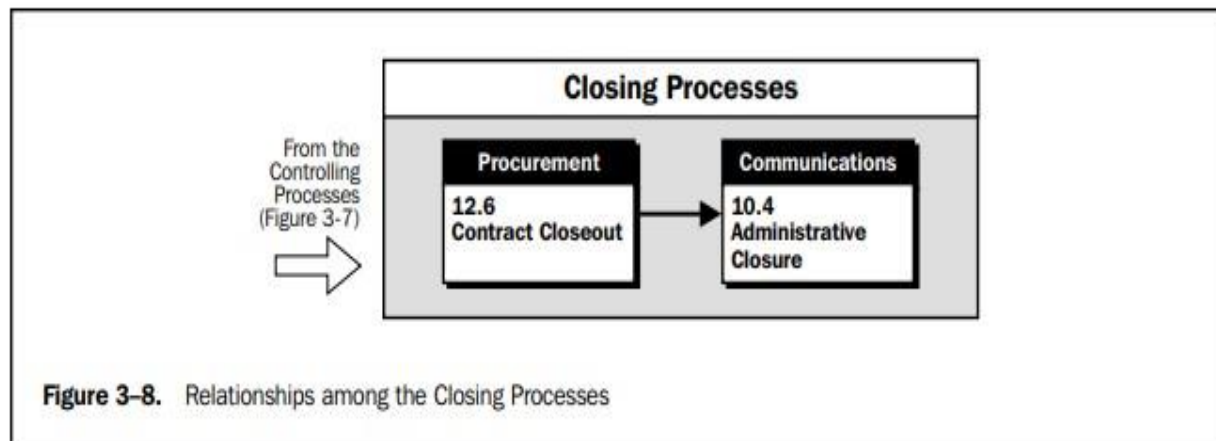 Closing Processes
From the
Controlling
Processes
(Figure 3-7)
Procurement
12.6
Contract Closeout
Communications
10.4
Administrative
Closure
Figure 3–8. Relationships among the Closing Processes